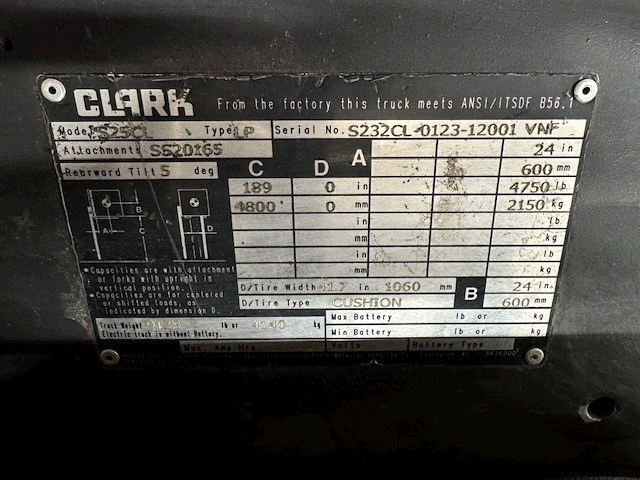 CLARK From the factory this truck meets ANSI/ITSDF B56.1
Model S25CL Type LP Serial No. S232CL-0123-12001 VNF
Attachments SS20165
Rearward Tilt 5 deg
C D A 24 in
600 mm
189 0 in 4750 lb
4800 0 mm 2150 kg
in lb
mm kg
in lb
mm kg
A B C D
• Capacities are with attachment
or forks with upright in
vertical position.
• Capacities are for centered
or shifted loads, as
indicated by dimension D.
D/Tire Width 41.7 in 1060 mm B 24 in.
D/Tire Type CUSHION 600 mm
Truck Weight lb or kg
Electric truck is without Battery.
Max Battery lb or kg
Min Battery lb or kg
Max. Amp Hrs. Volts Battery Type